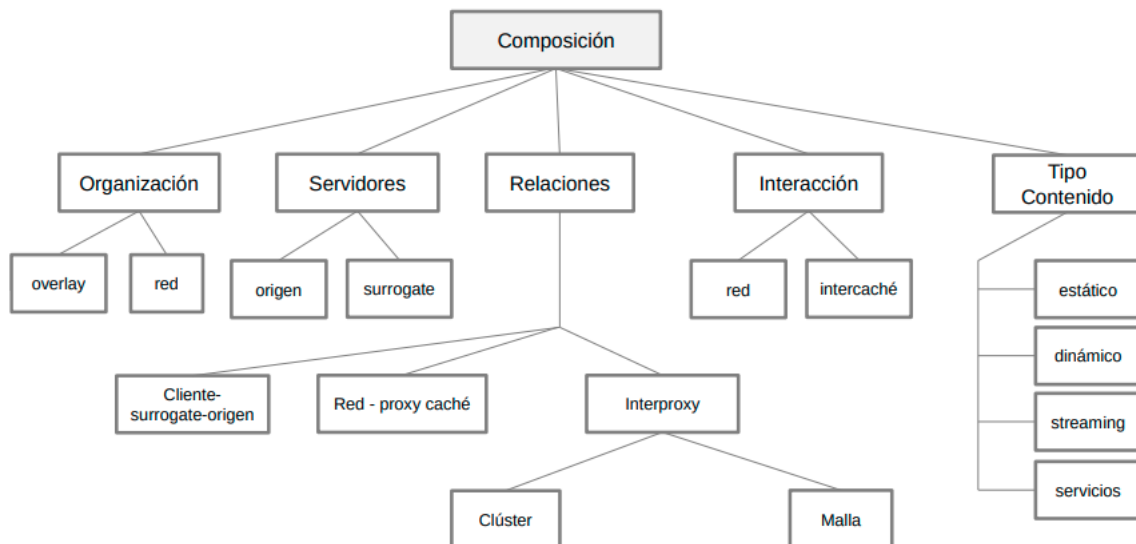 Composición
Organización
Servidores
Relaciones
Interacción
Tipo
Contenido
overlay
red
origen
surrogate
red
intercaché
estático
dinámico
streaming
servicios
Cliente-
surrogate-origen
Red - proxy caché
Interproxy
Clúster
Malla